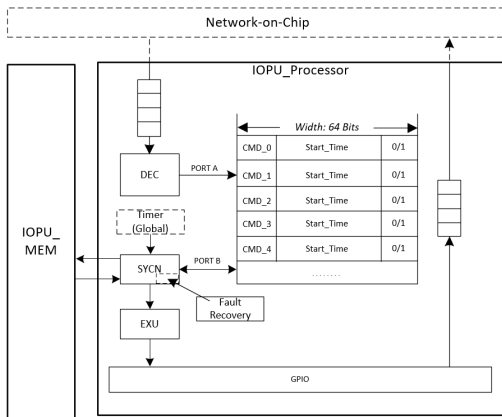 Network-on-Chip
IOPU_Processor
Width: 64 Bits
CMD_0 Start_Time 0/1
DEC
PORT A
CMD_1 Start_Time 0/1
CMD_2 Start_Time 0/1
Timer
(Global)
CMD_3 Start_Time 0/1
IOPU_
MEM
CMD_4 Start_Time 0/1
SYCN
PORT B
........
Fault
Recovery
EXU
GPIO